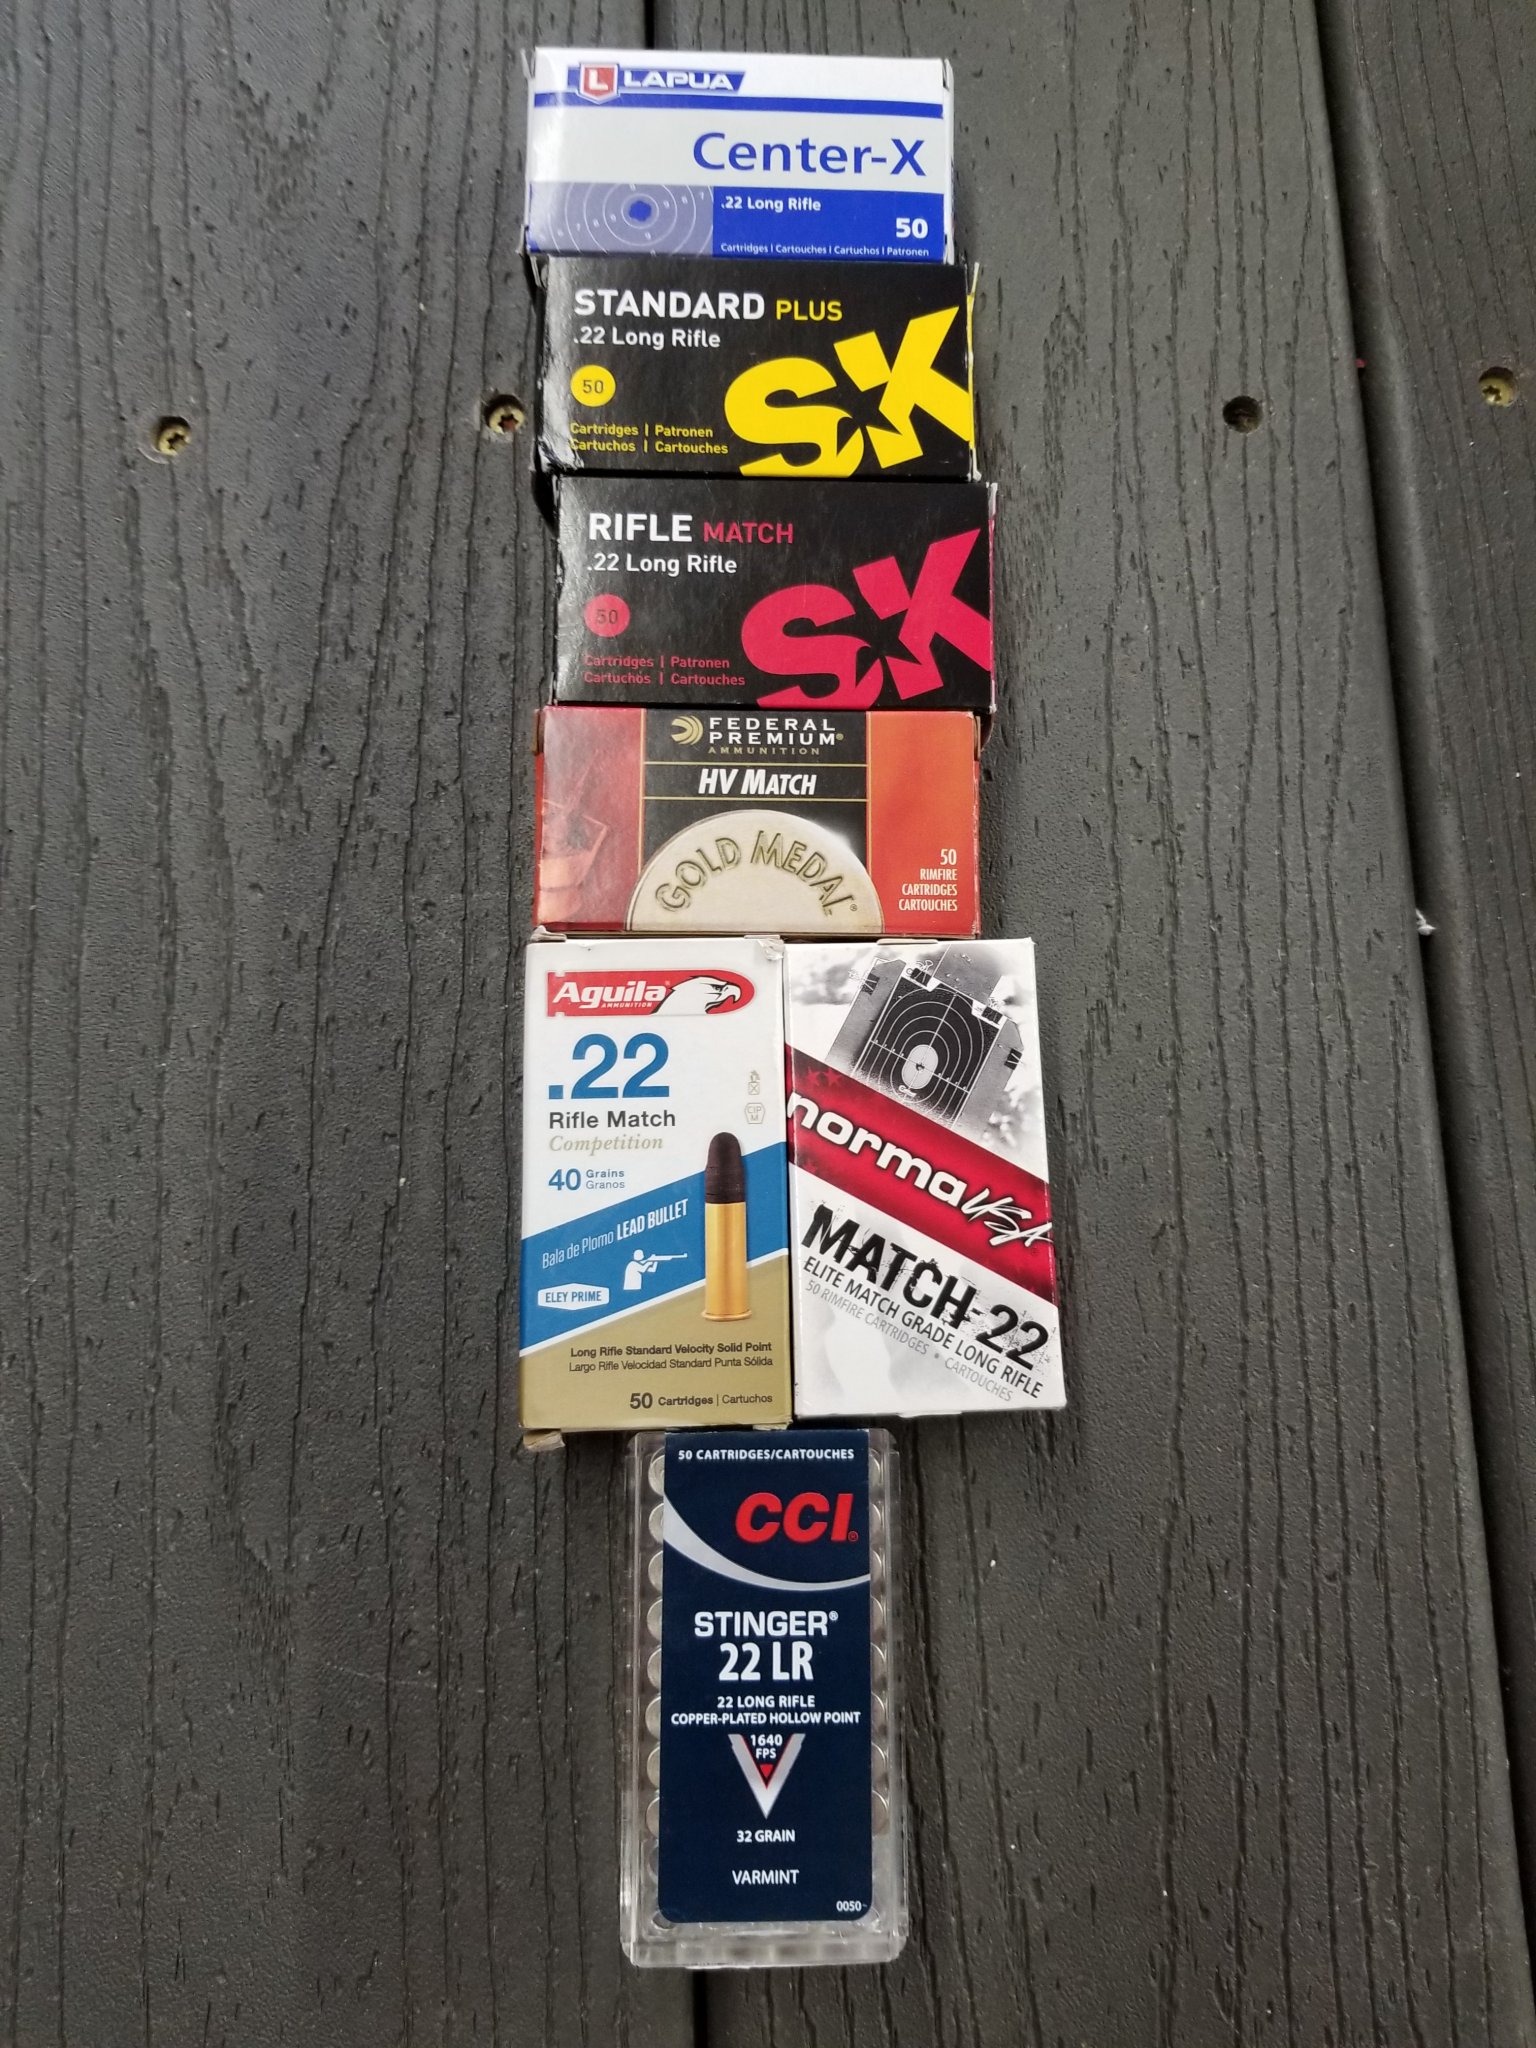 L LAPUA
Center-X
.22 Long Rifle
50
Cartridges | Cartouches | Cartuchos | Patronen
STANDARD PLUS
.22 Long Rifle
50
SK
Cartridges | Patronen
Cartuchos | Cartouches
RIFLE MATCH
.22 Long Rifle
50
SK
Cartridges | Patronen
Cartuchos | Cartouches
FEDERAL
PREMIUM®
AMMUNITION
HV MATCH
GOLD MEDAL®
50
RIMFIRE
CARTRIDGES
CARTOUCHES
Aguila®
AMMUNITION
.22
Rifle Match
Competition
40 Grains
Granos
CIP
M
Bala de Plomo LEAD BULLET
ELEY PRIME
Long Rifle Standard Velocity Solid Point
Largo Rifle Velocidad Standard Punta Sólida
50 Cartridges | Cartuchos
norma USA
MATCH-22
ELITE MATCH GRADE LONG RIFLE
50 RIMFIRE CARTRIDGES • CARTOUCHES
50 CARTRIDGES/CARTOUCHES
CCI®
STINGER®
22 LR
22 LONG RIFLE
COPPER-PLATED HOLLOW POINT
1640
FPS
32 GRAIN
VARMINT
0050